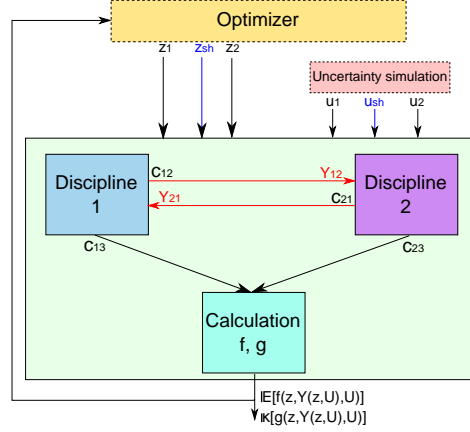 Optimizer
z1 zsh z2
Uncertainty simulation
u1 ush u2
Discipline
1
c12 Y12
Y21 c21
Discipline
2
c13 c23
Calculation
f, g
𝔼[f(z,Y(z,U),U)]
𝕂[g(z,Y(z,U),U)]